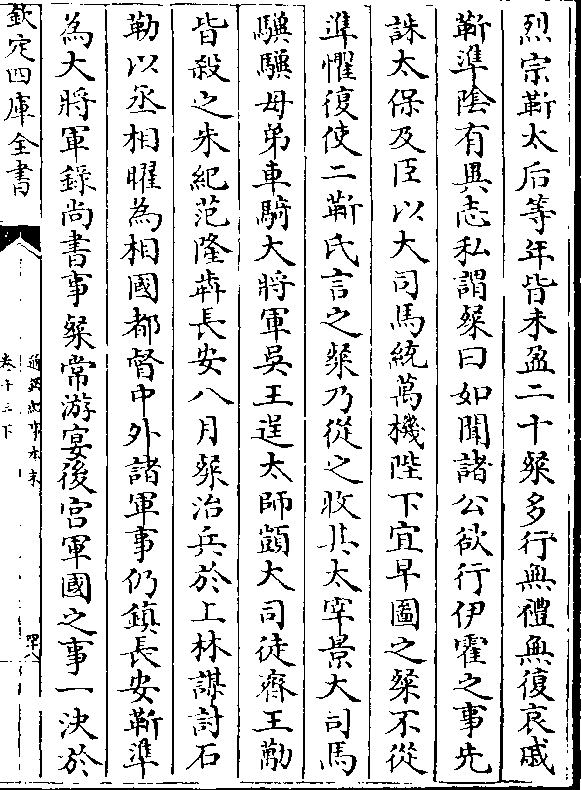 烈宗靳太后等年皆未盈二十粲多行無禮無復哀戚
靳準陰有異志私謂粲曰如聞諸公欲行伊霍之事先
誅太保及臣以大司馬統萬機陛下宜早圖之粲不從
準懼復使二靳氏言之粲乃從之收其太宰景大司馬
驥驥母弟車騎大將軍吳王逞太師顗大司徒齊王勱
皆殺之朱紀范隆犇長安八月粲治兵於上林謀討石
勒以丞相曜為相國都督中外諸軍事仍鎮長安靳準
為大將軍錄尚書事粲常游宴後宮軍國之事一決於
欽定四庫全書
通鑑紀事本末
卷十三下
四八